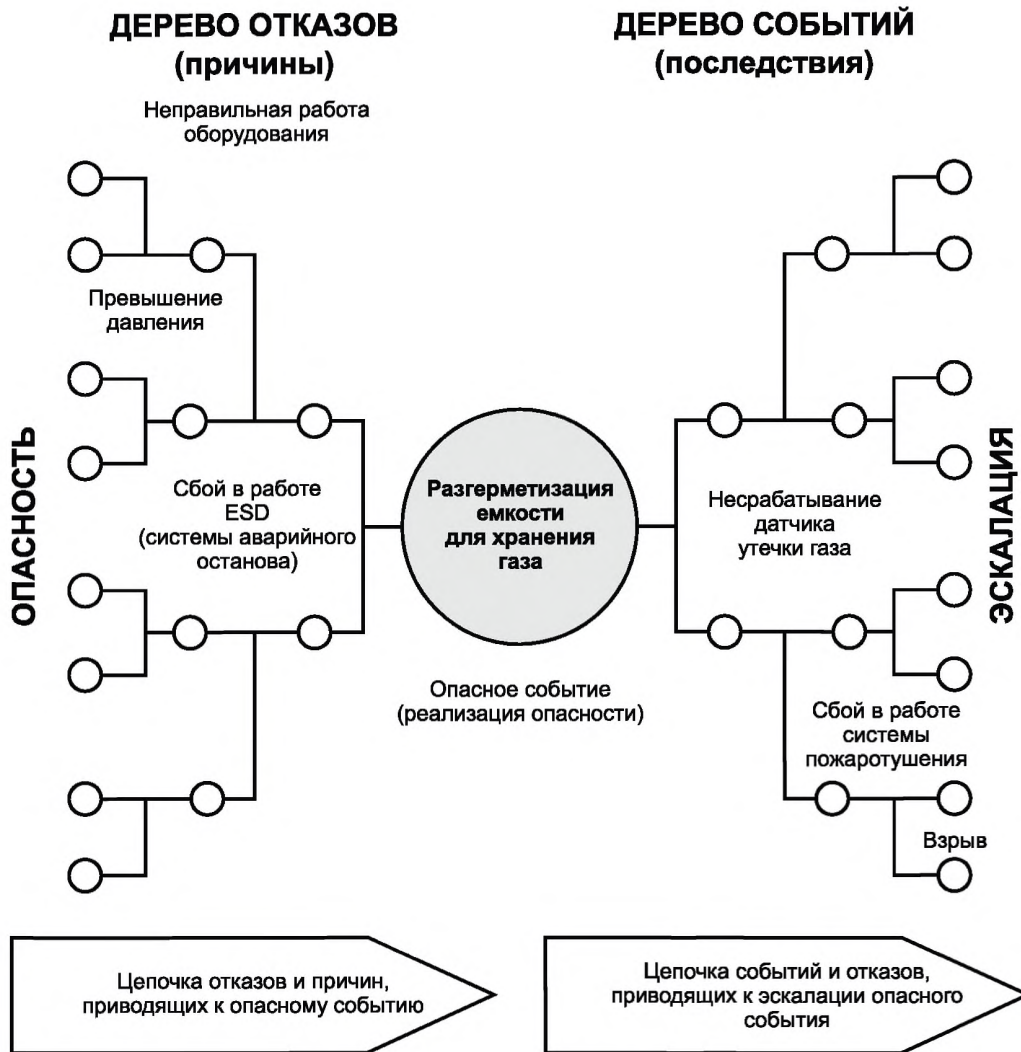 ДЕРЕВО ОТКАЗОВ
(причины)
ДЕРЕВО СОБЫТИЙ
(последствия)
Неправильная работа
оборудования
Превышение
давления
ОПАСНОСТЬ
Сбой в работе
ESD
(системы аварийного
останова)
Разгерметизация
емкости
для хранения
газа
Несрабатывание
датчика
утечки газа
ЭСКАЛАЦИЯ
Опасное событие
(реализация опасности)
Сбой в работе
системы
пожаротушения
Взрыв
Цепочка отказов и причин,
приводящих к опасному событию
Цепочка событий и отказов,
приводящих к эскалации опасного
события